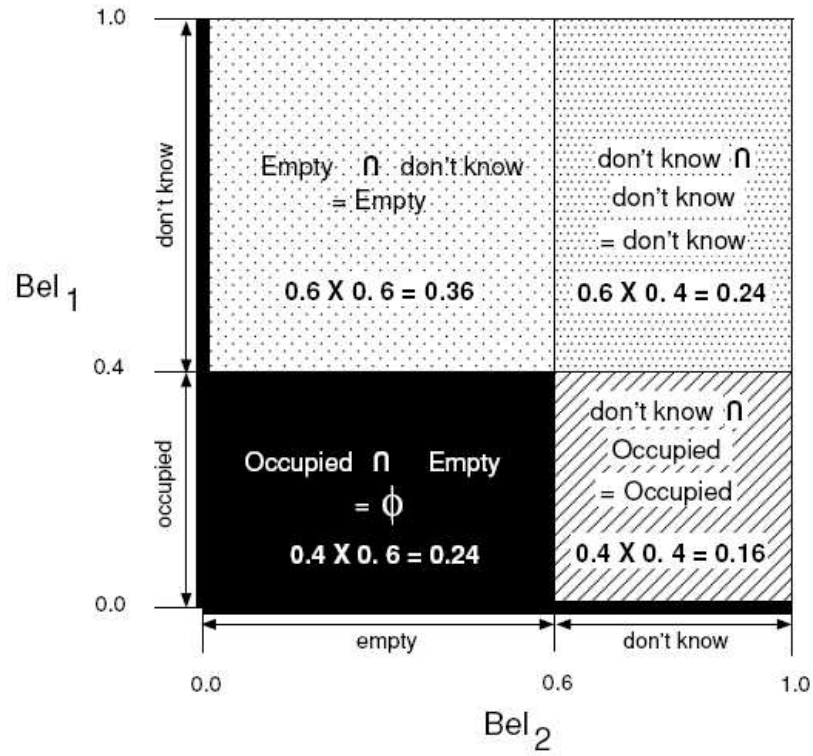 1.0
don't know
Empty ∩ don't know
= Empty
0.6 X 0. 6 = 0.36
don't know ∩
don't know
= don't know
0.6 X 0. 4 = 0.24
Bel 1
0.4
occupied
Occupied ∩ Empty
= ϕ
0.4 X 0. 6 = 0.24
don't know ∩
Occupied
= Occupied
0.4 X 0. 4 = 0.16
0.0
empty
don't know
0.0
0.6
1.0
Bel 2